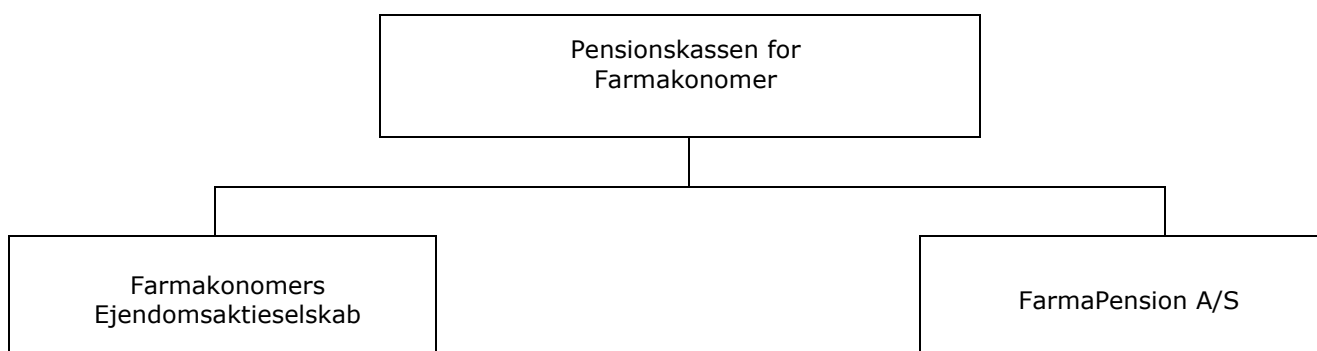 Pensionskassen for
Farmakonomer
Farmakonomers
Ejendomsaktieselskab
FarmaPension A/S